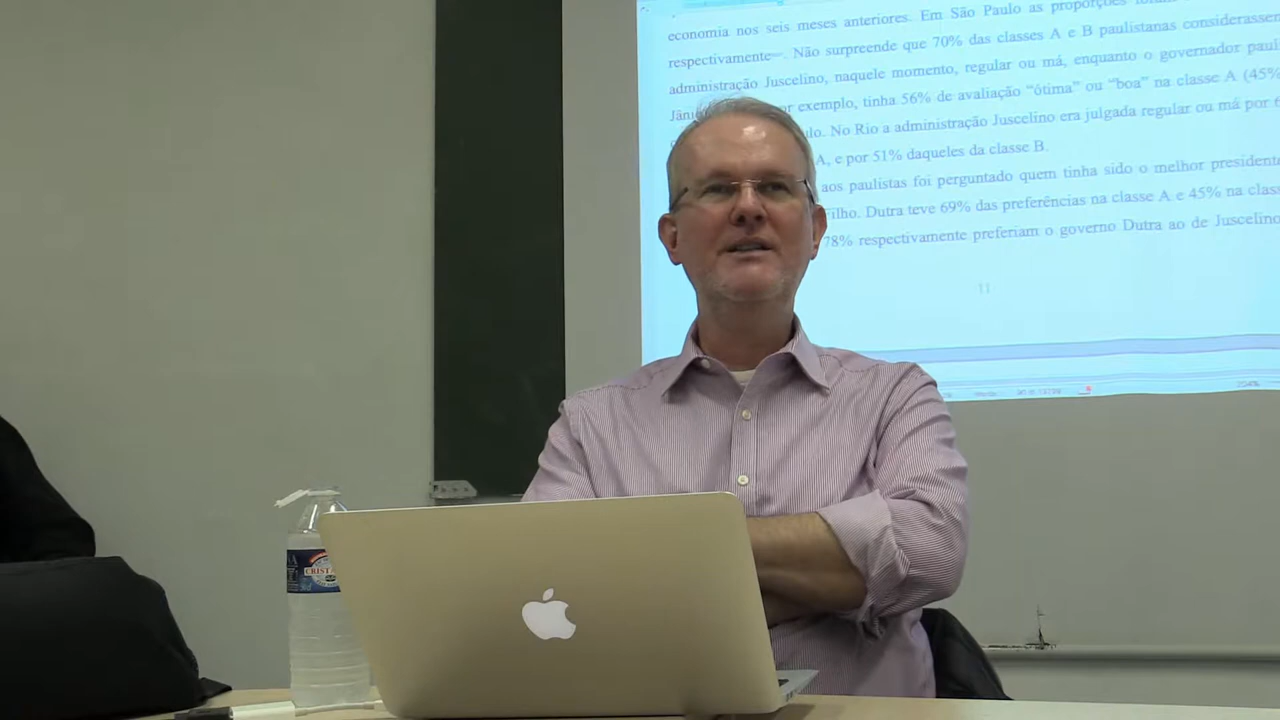 economia nos seis meses anteriores. Em São Paulo as proporções foram
respectivamente. Não surpreende que 70% das classes A e B paulistanas considerassem
administração Juscelino, naquele momento, regular ou má, enquanto o governador
exemplo, tinha 56% de avaliação “ótima” ou “boa” na classe A (45%
No Rio a administração Juscelino era julgada regular ou má por
A, e por 51% daqueles da classe B.
aos paulistas foi perguntado quem tinha sido o melhor presidente
Filho. Dutra teve 69% das preferências na classe A e 45% na
78% respectivamente preferiam o governo Dutra ao de Juscelino
11
204%